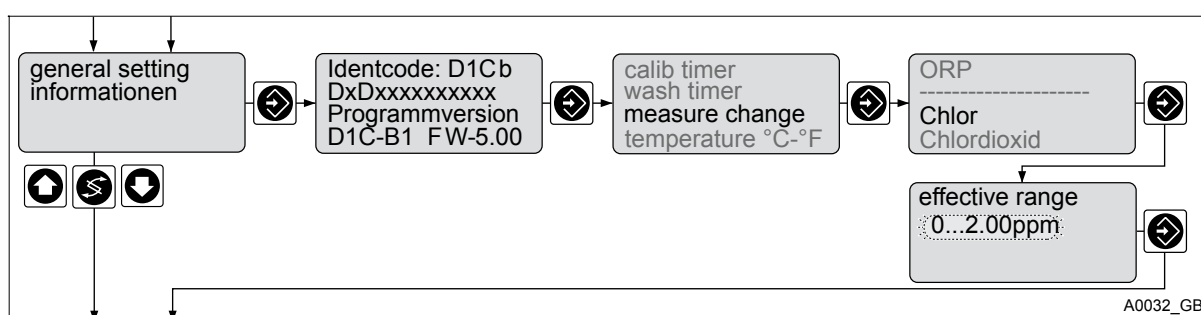 general setting
informationen
Identcode: D1Cb
DxDxxxxxxxxxx
Programmversion
D1C-B1 FW-5.00
calib timer
wash timer
measure change
temperature °C-°F
ORP
---------------------
Chlor
Chlordioxid
effective range
0...2.00ppm
A0032_GB